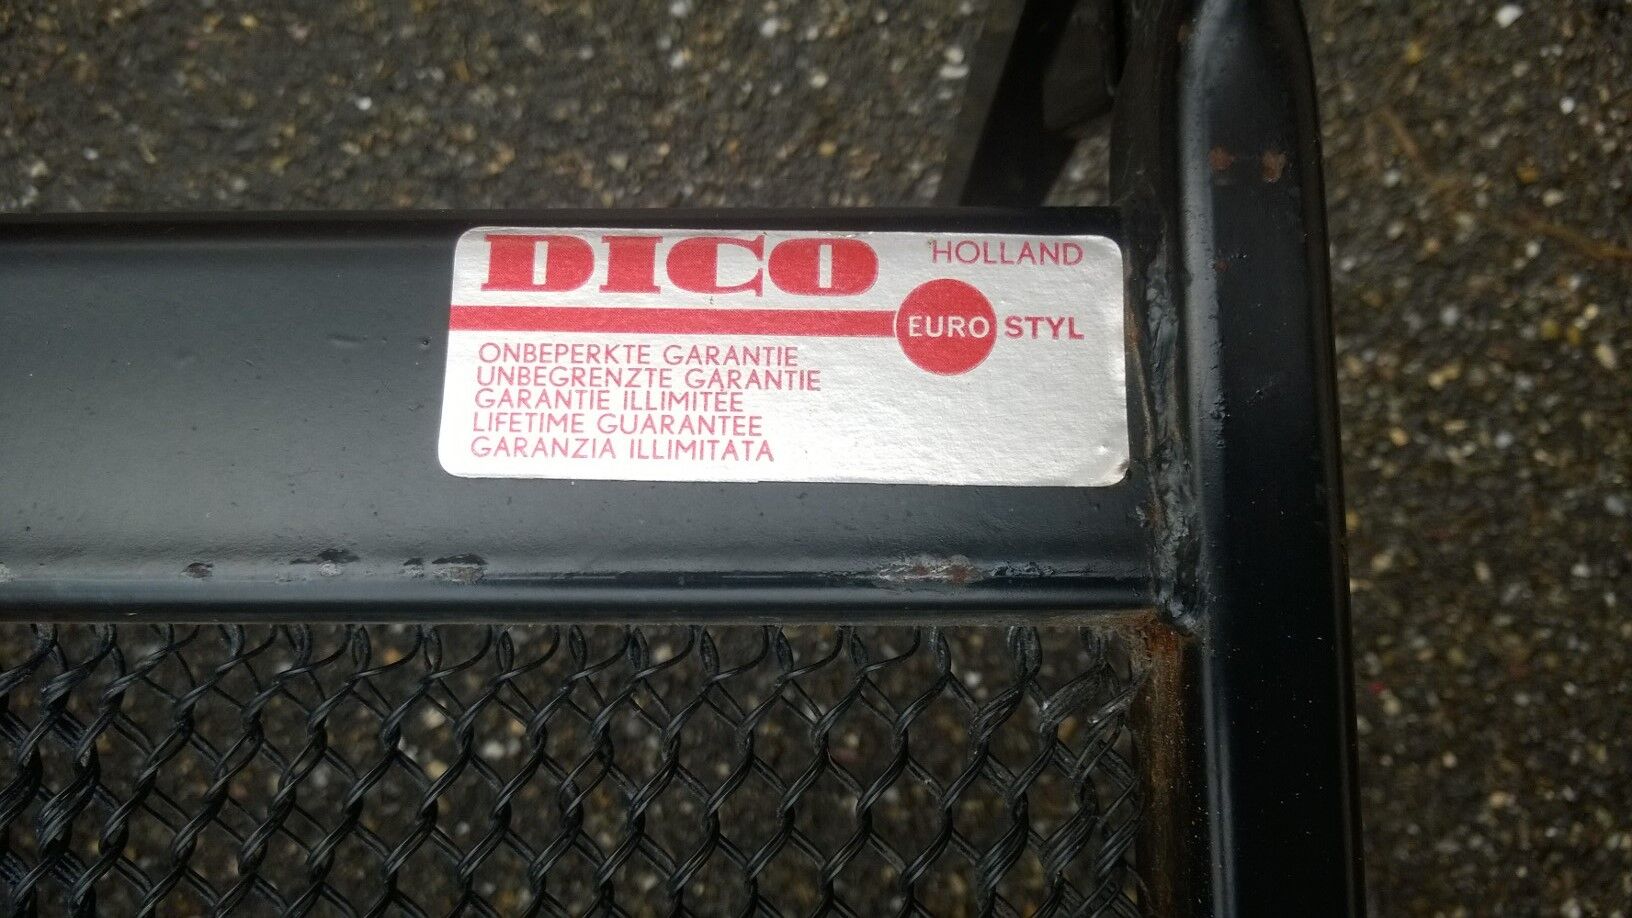 DICO HOLLAND
EURO STYL
ONBEPERKTE GARANTIE
UNBEGRENZTE GARANTIE
GARANTIE ILLIMITÉE
LIFETIME GUARANTEE
GARANZIA ILLIMITATA